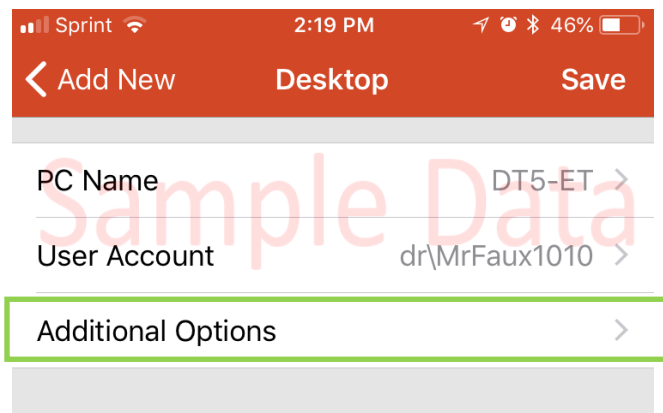 Sprint 2:19 PM 46%
Add New Desktop Save
Sample Data
PC Name DT5-ET
User Account dr\MrFaux1010
Additional Options